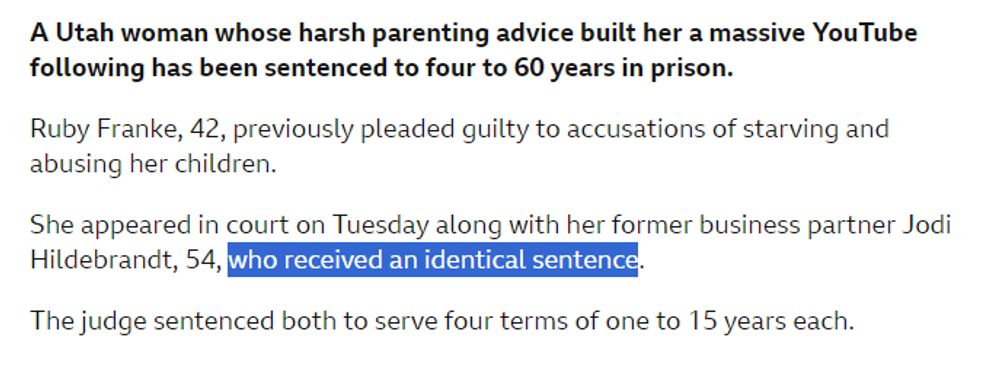 A Utah woman whose harsh parenting advice built her a massive YouTube
following has been sentenced to four to 60 years in prison.
Ruby Franke, 42, previously pleaded guilty to accusations of starving and
abusing her children.
She appeared in court on Tuesday along with her former business partner Jodi
Hildebrandt, 54, who received an identical sentence.
The judge sentenced both to serve four terms of one to 15 years each.